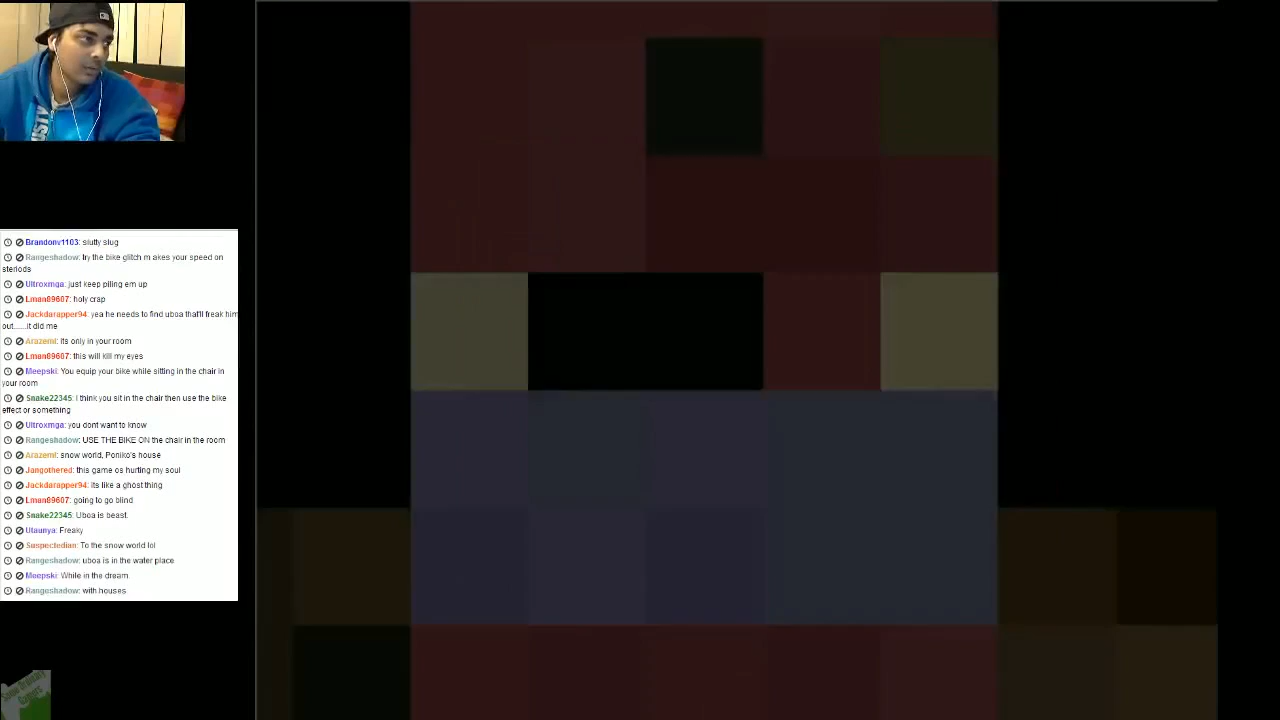 Brandonv1103: slutty slug
Rangeshadow: try the bike glitch m akes your speed on
steriods
Ultroxmga: just keep piling em up
Lman89607: holy crap
Jackdarapper94: yea he needs to find uboa that'll freak him
out......it did me
Arazeml: its only in your room
Lman89607: this will kill my eyes
Meepski: You equip your bike while sitting in the chair in
your room
Snake22345: I think you sit in the chair then use the bike
effect or something
Ultroxmga: you dont want to know
Rangeshadow: USE THE BIKE ON the chair in the room
Arazeml: snow world, Poniko's house
Jangothered: this game os hurting my soul
Jackdarapper94: its like a ghost thing
Lman89607: going to go blind
Snake22345: Uboa is beast.
Utaunya: Freaky
Suspectedian: To the snow world lol
Rangeshadow: uboa is in the water place
Meepski: While in the dream.
Rangeshadow: with houses